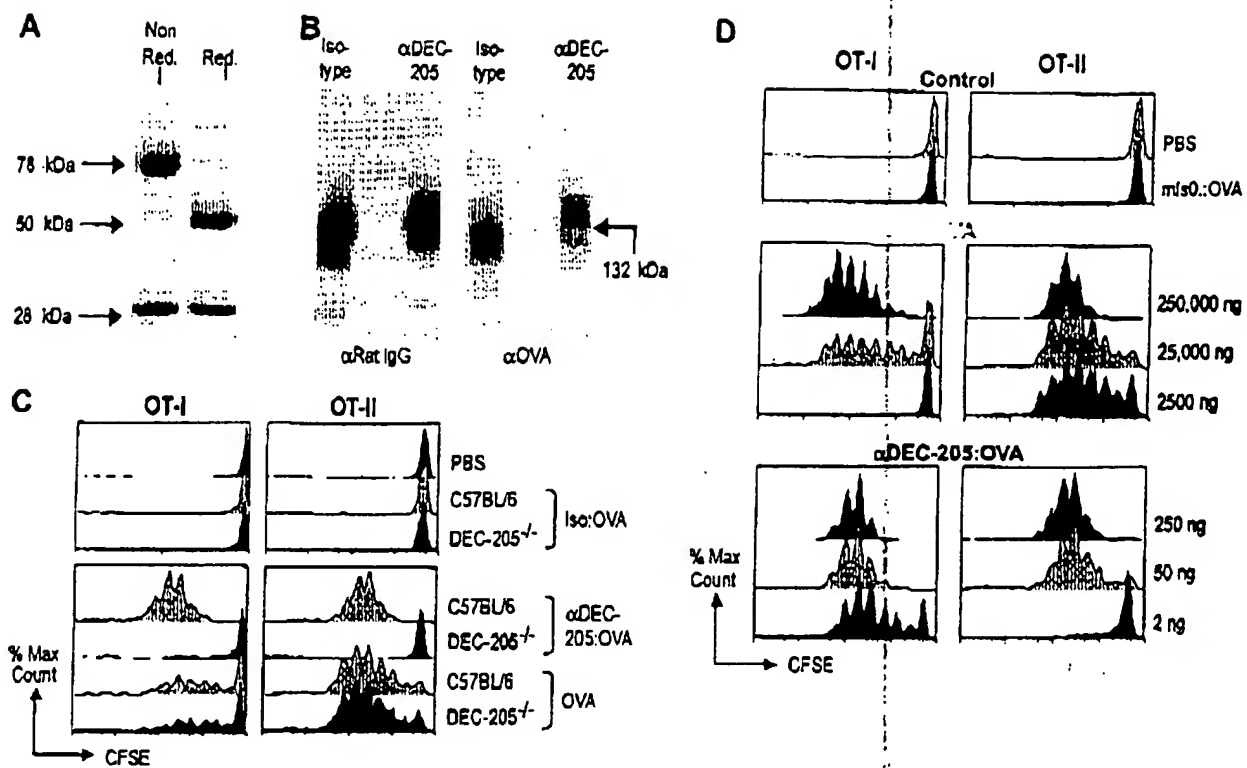 A
Non
Red.
Red.
78 kDa
50 kDa
28 kDa
B
Iso-
type
αDEC-
205
Iso-
type
αDEC-
205
132 kDa
αRat IgG
αOVA
C
OT-I
OT-II
PBS
C57BL/6
DEC-205-/-
Iso:OVA
C57BL/6
DEC-205-/-
αDEC-
205:OVA
C57BL/6
DEC-205-/-
OVA
% Max
Count
CFSE
D
OT-I
OT-II
Control
PBS
mIs0.:OVA
250,000 ng
25,000 ng
2500 ng
αDEC-205:OVA
250 ng
50 ng
2 ng
% Max
Count
CFSE